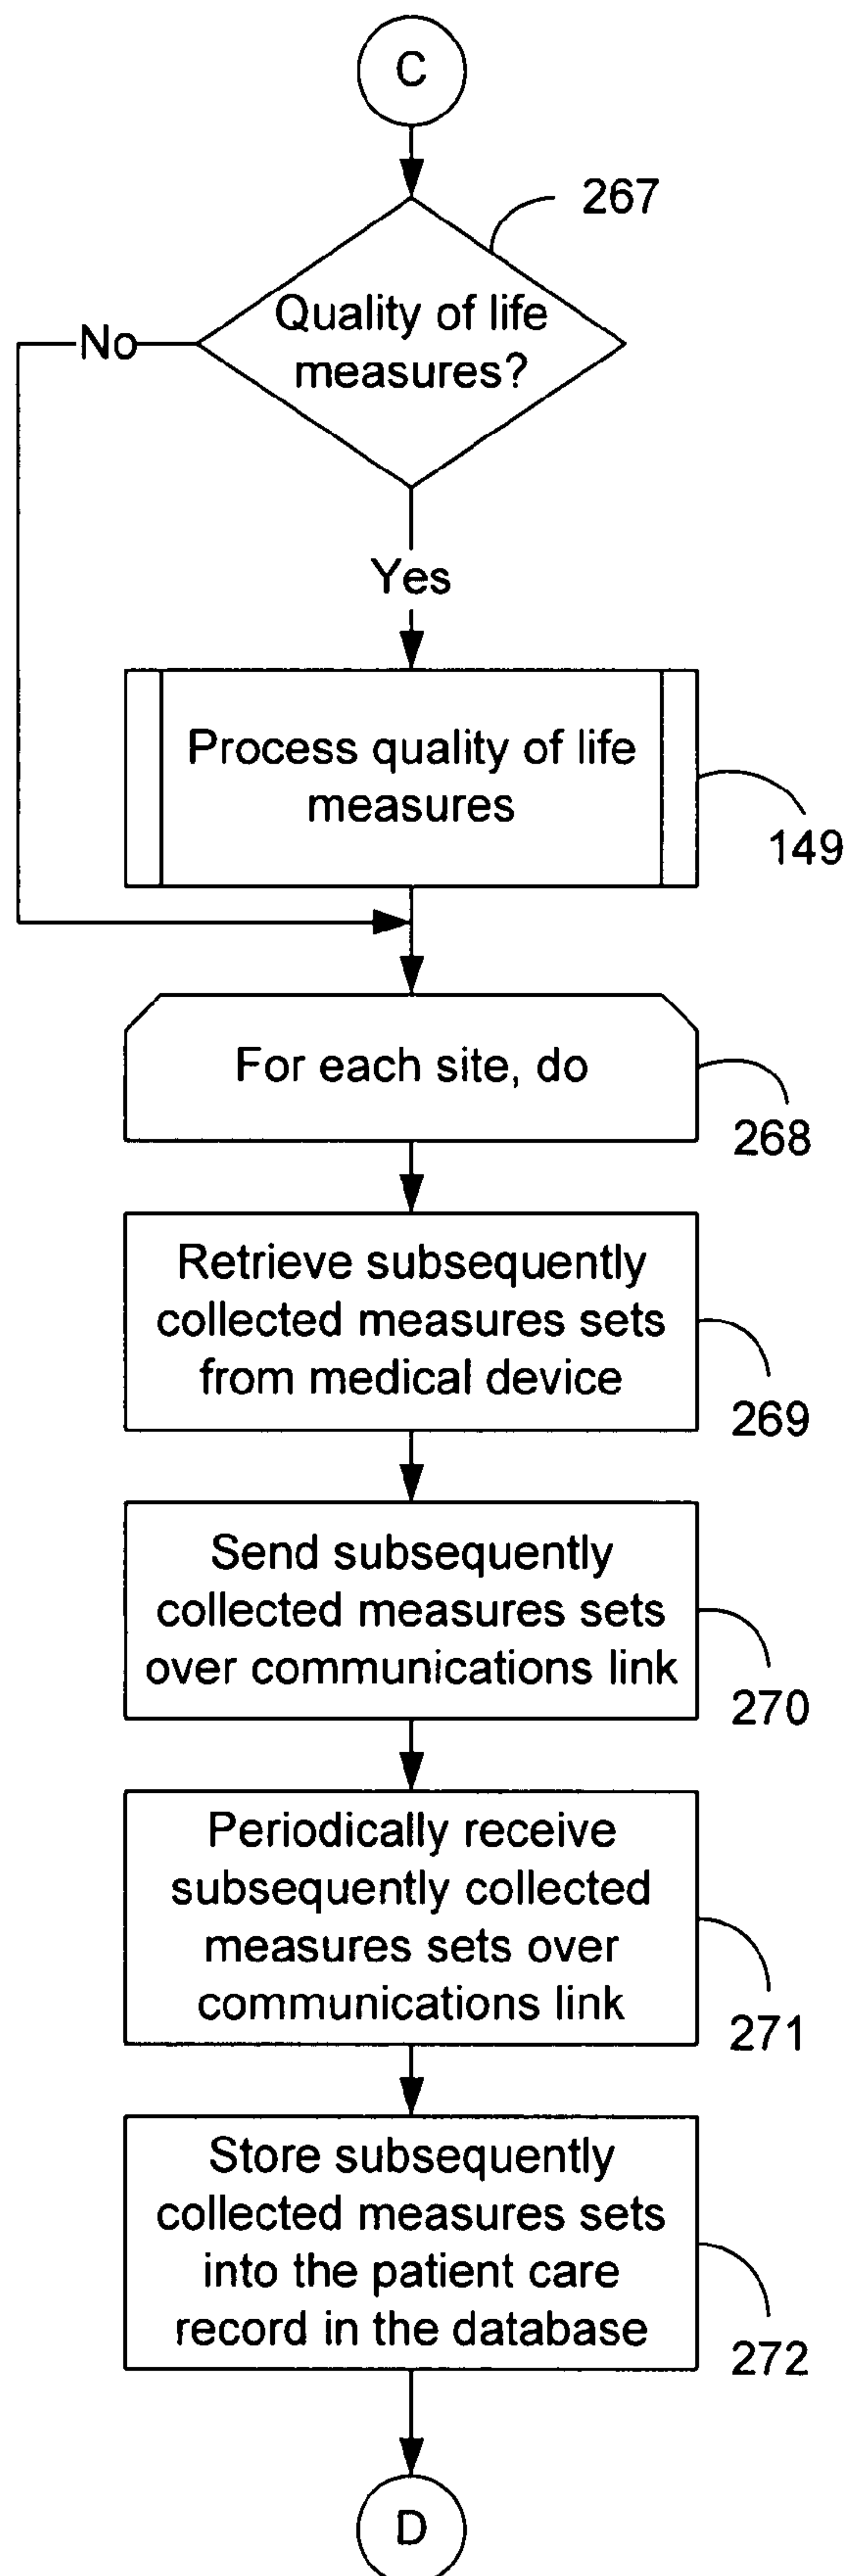 C
267
Quality of life
measures?
No
Yes
Process quality of life
measures
149
For each site, do
268
Retrieve subsequently
collected measures sets
from medical device
269
Send subsequently
collected measures sets
over communications link
270
Periodically receive
subsequently collected
measures sets over
communications link
271
Store subsequently
collected measures sets
into the patient care
record in the database
272
D